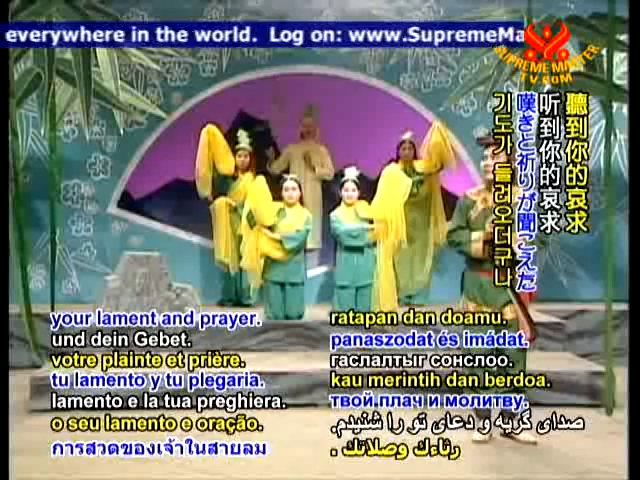 everywhere in the world. Log on: www.SupremeMa
SUPREME MASTER
TV.COM
聽到你的哀求
听到你的哀求
嘆きと祈りが聞こえた
기도가 들려오더구나
your lament and prayer.
und dein Gebet.
votre plainte et prière.
tu lamento y tu plegaria.
lamento e la tua preghiera.
o seu lamento e oração.
การสวดของเจ้าในสายลม
ratapan dan doamu.
panaszodat és imádat.
гаслалтыг сонслоо.
kau merintih dan berdoa.
твой плач и молитву.
صدای گریه و دعای تو را شنیدم.
رثاءك وصلاتك .